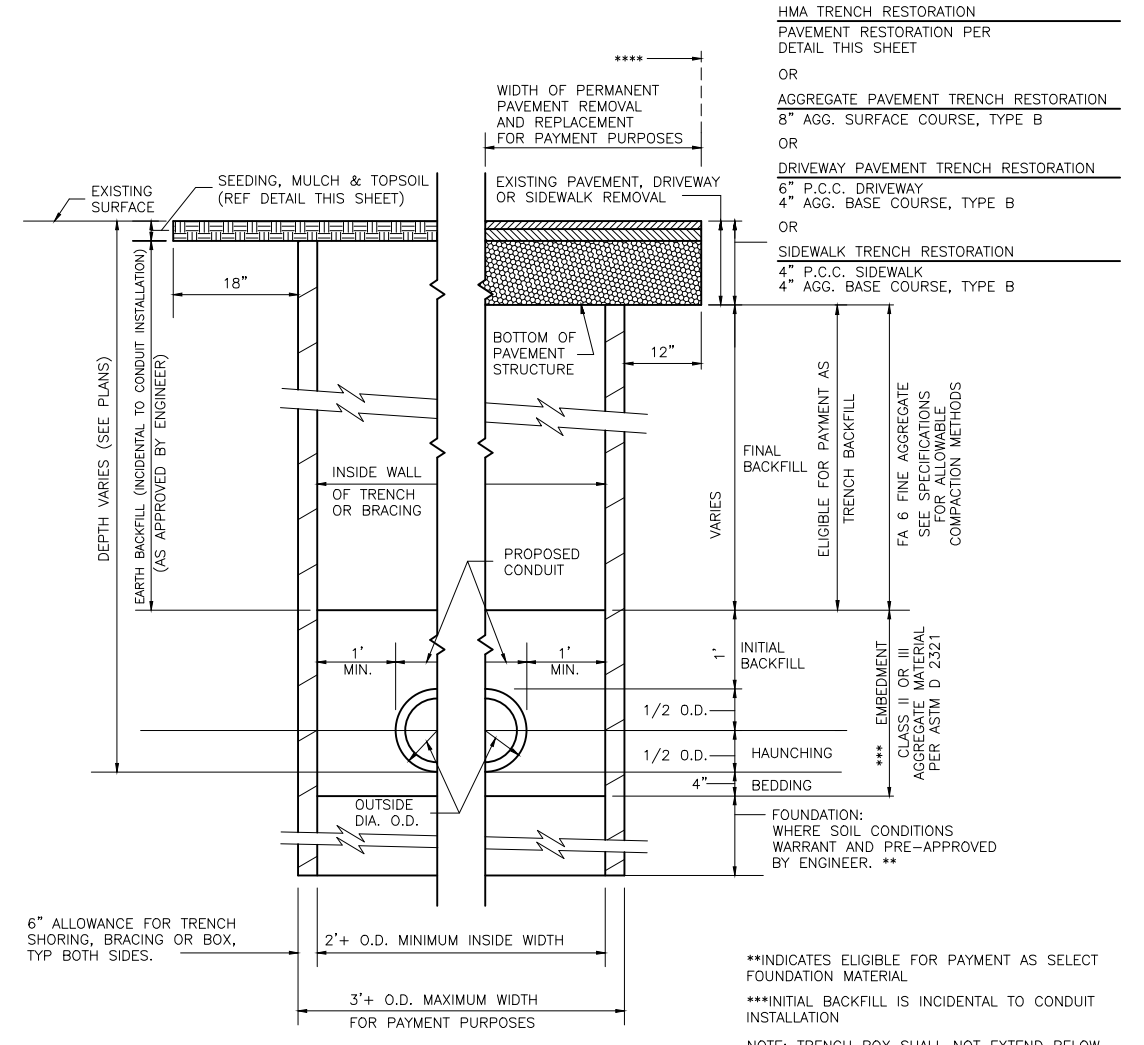 HMA TRENCH RESTORATION
PAVEMENT RESTORATION PER
DETAIL THIS SHEET
OR
AGGREGATE PAVEMENT TRENCH RESTORATION
8" AGG. SURFACE COURSE, TYPE B
OR
DRIVEWAY PAVEMENT TRENCH RESTORATION
6" P.C.C. DRIVEWAY
4" AGG. BASE COURSE, TYPE B
OR
SIDEWALK TRENCH RESTORATION
4" P.C.C. SIDEWALK
4" AGG. BASE COURSE, TYPE B
****
WIDTH OF PERMANENT
PAVEMENT REMOVAL
AND REPLACEMENT
FOR PAYMENT PURPOSES
EXISTING
SURFACE
SEEDING, MULCH & TOPSOIL
(REF DETAIL THIS SHEET)
EXISTING PAVEMENT, DRIVEWAY
OR SIDEWALK REMOVAL
18"
BOTTOM OF
PAVEMENT
STRUCTURE
12"
DEPTH VARIES (SEE PLANS)
EARTH BACKFILL (INCIDENTAL TO CONDUIT INSTALLATION)
(AS APPROVED BY ENGINEER)
INSIDE WALL
OF TRENCH
OR BRACING
VARIES
FINAL
BACKFILL
ELIGIBLE FOR PAYMENT AS
TRENCH BACKFILL
FA 6 FINE AGGREGATE
SEE SPECIFICATIONS
FOR ALLOWABLE
COMPACTION METHODS
PROPOSED
CONDUIT
1'
MIN.
1'
MIN.
1'
INITIAL
BACKFILL
1/2 O.D.
1/2 O.D.
HAUNCHING
4"
BEDDING
*** EMBEDMENT
CLASS II OR III
AGGREGATE MATERIAL
PER ASTM D 2321
OUTSIDE
DIA. O.D.
FOUNDATION:
WHERE SOIL CONDITIONS
WARRANT AND PRE-APPROVED
BY ENGINEER. **
6" ALLOWANCE FOR TRENCH
SHORING, BRACING OR BOX,
TYP BOTH SIDES.
2'+ O.D. MINIMUM INSIDE WIDTH
3'+ O.D. MAXIMUM WIDTH
FOR PAYMENT PURPOSES
**INDICATES ELIGIBLE FOR PAYMENT AS SELECT
FOUNDATION MATERIAL
***INITIAL BACKFILL IS INCIDENTAL TO CONDUIT
INSTALLATION
NOTE: TRENCH BOX SHALL NOT EXTEND BELOW